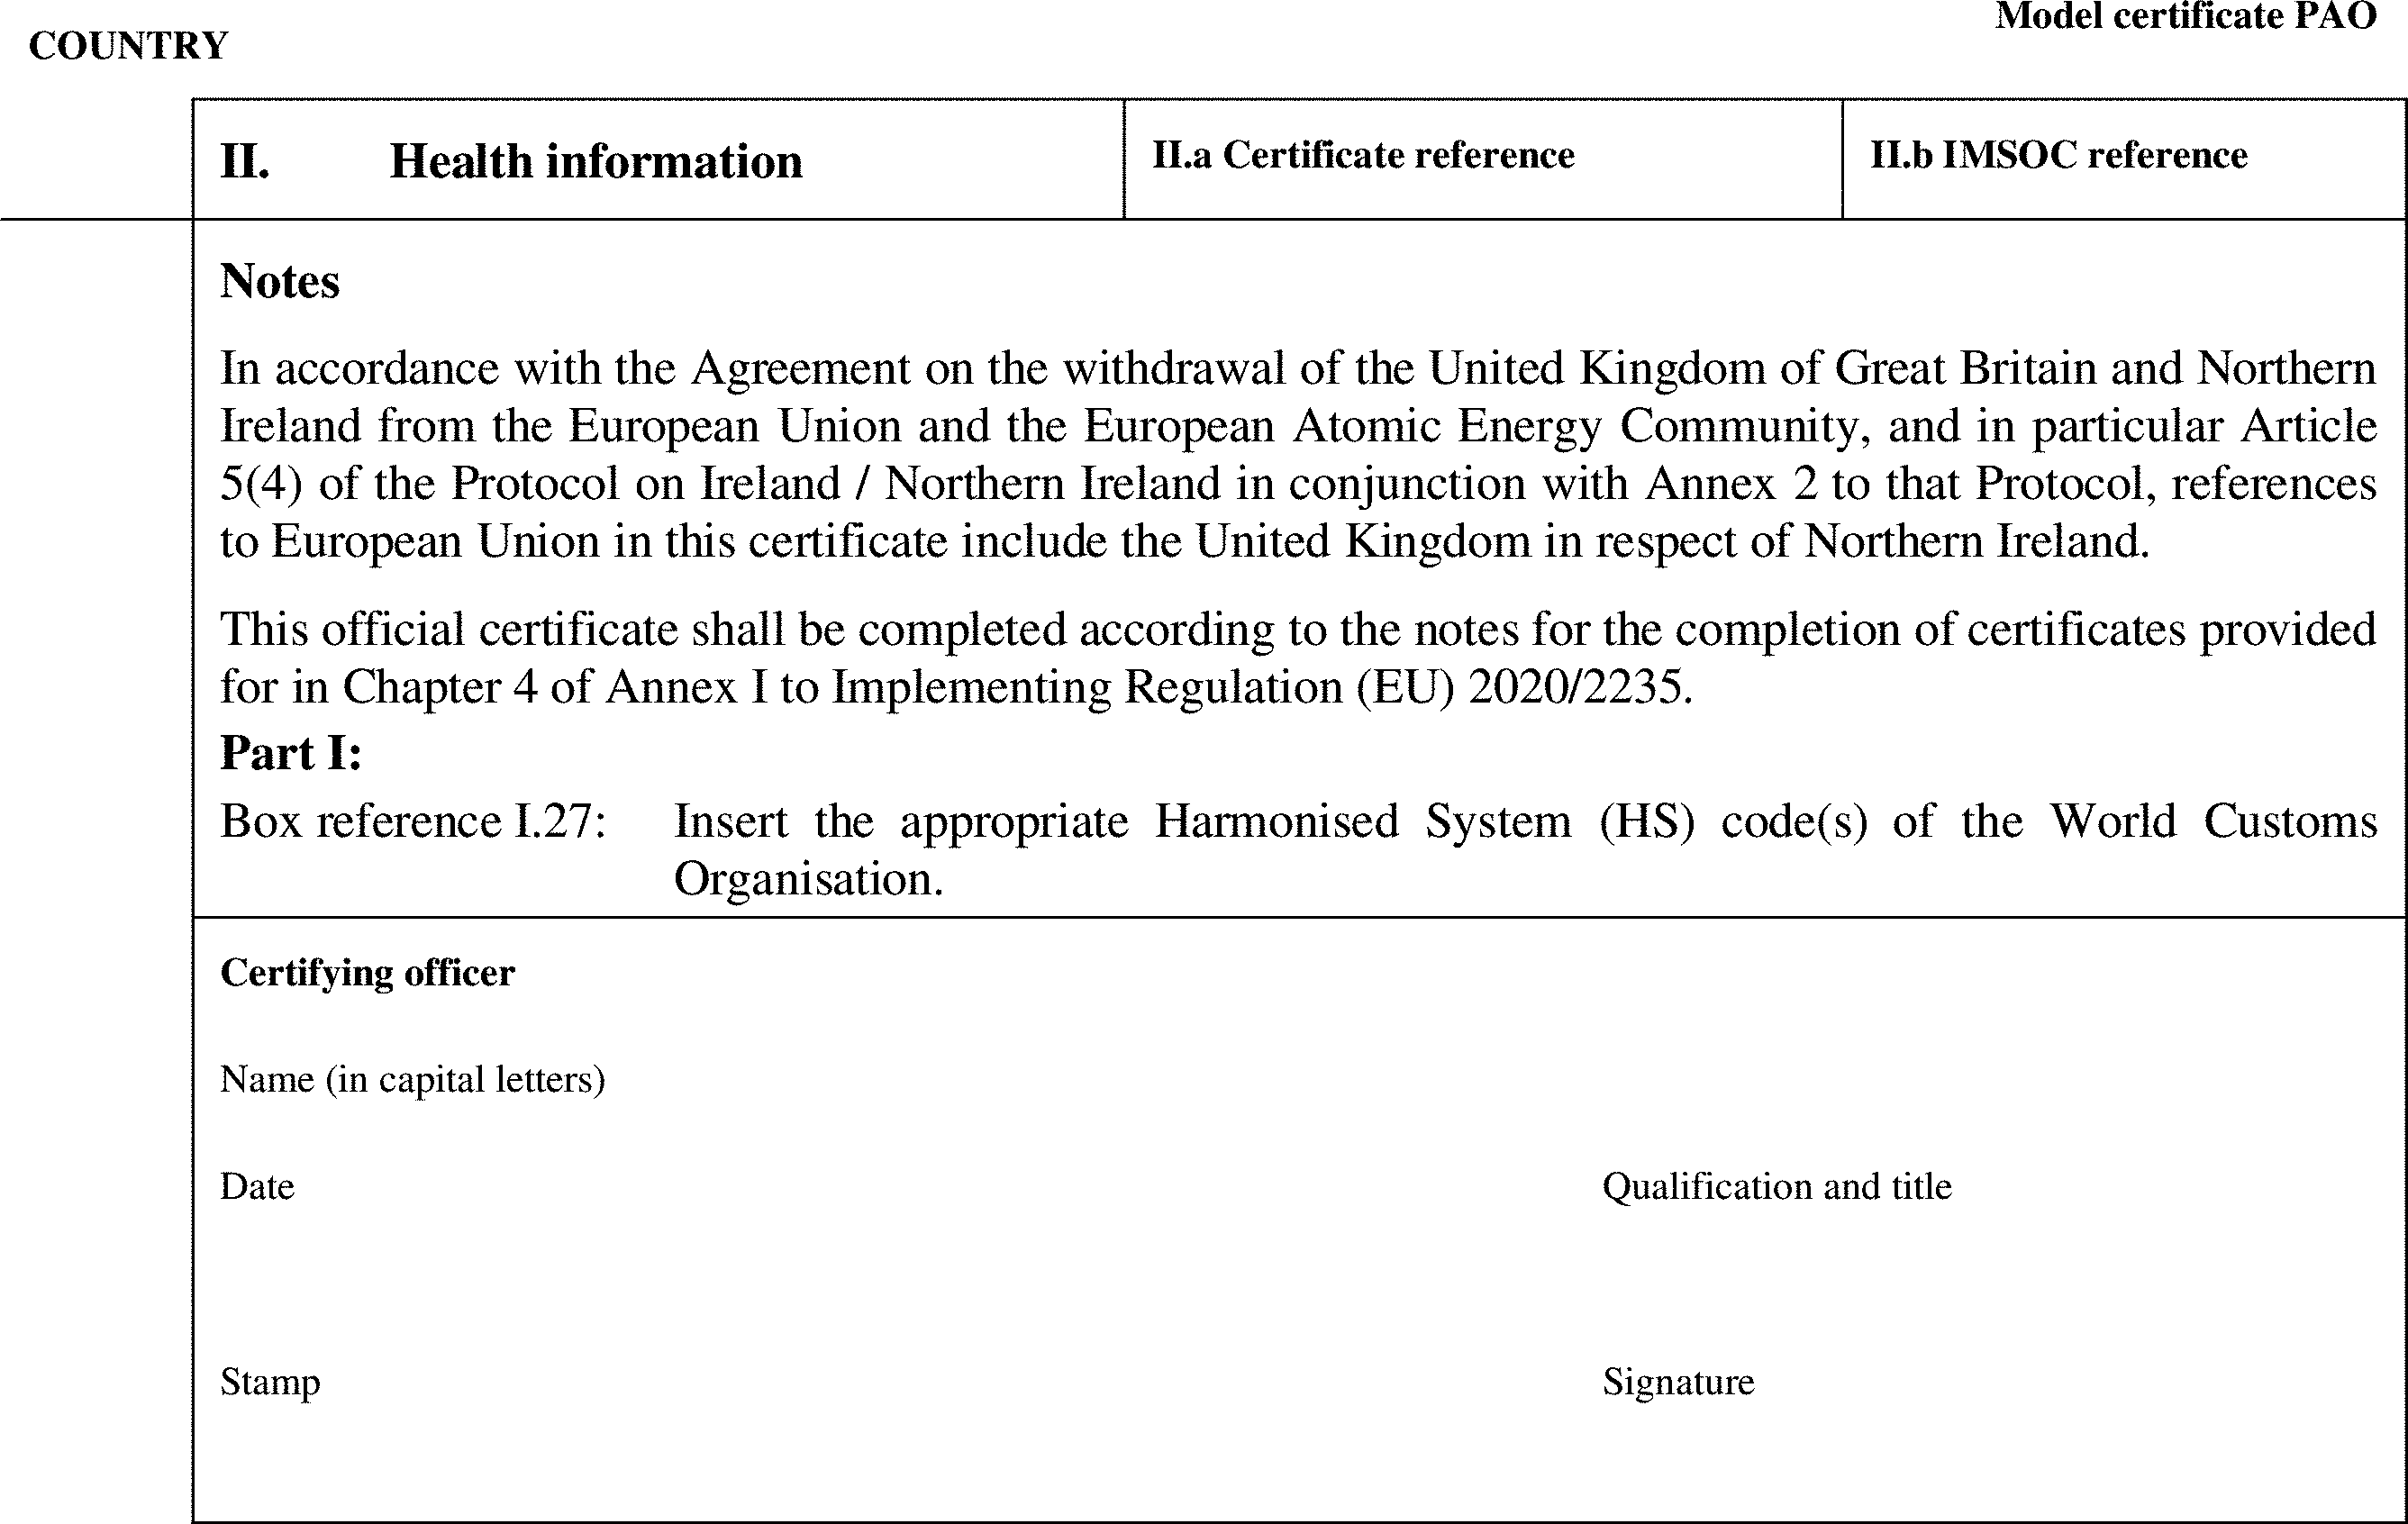 Model certificate PAO
COUNTRY
II. Health information
II.a Certificate reference
II.b IMSOC reference
Notes
In accordance with the Agreement on the withdrawal of the United Kingdom of Great Britain and Northern
Ireland from the European Union and the European Atomic Energy Community, and in particular Article
5(4) of the Protocol on Ireland / Northern Ireland in conjunction with Annex 2 to that Protocol, references
to European Union in this certificate include the United Kingdom in respect of Northern Ireland.
This official certificate shall be completed according to the notes for the completion of certificates provided
for in Chapter 4 of Annex I to Implementing Regulation (EU) 2020/2235.
Part I:
Box reference I.27: Insert the appropriate Harmonised System (HS) code(s) of the World Customs
Organisation.
Certifying officer
Name (in capital letters)
Date
Qualification and title
Stamp
Signature